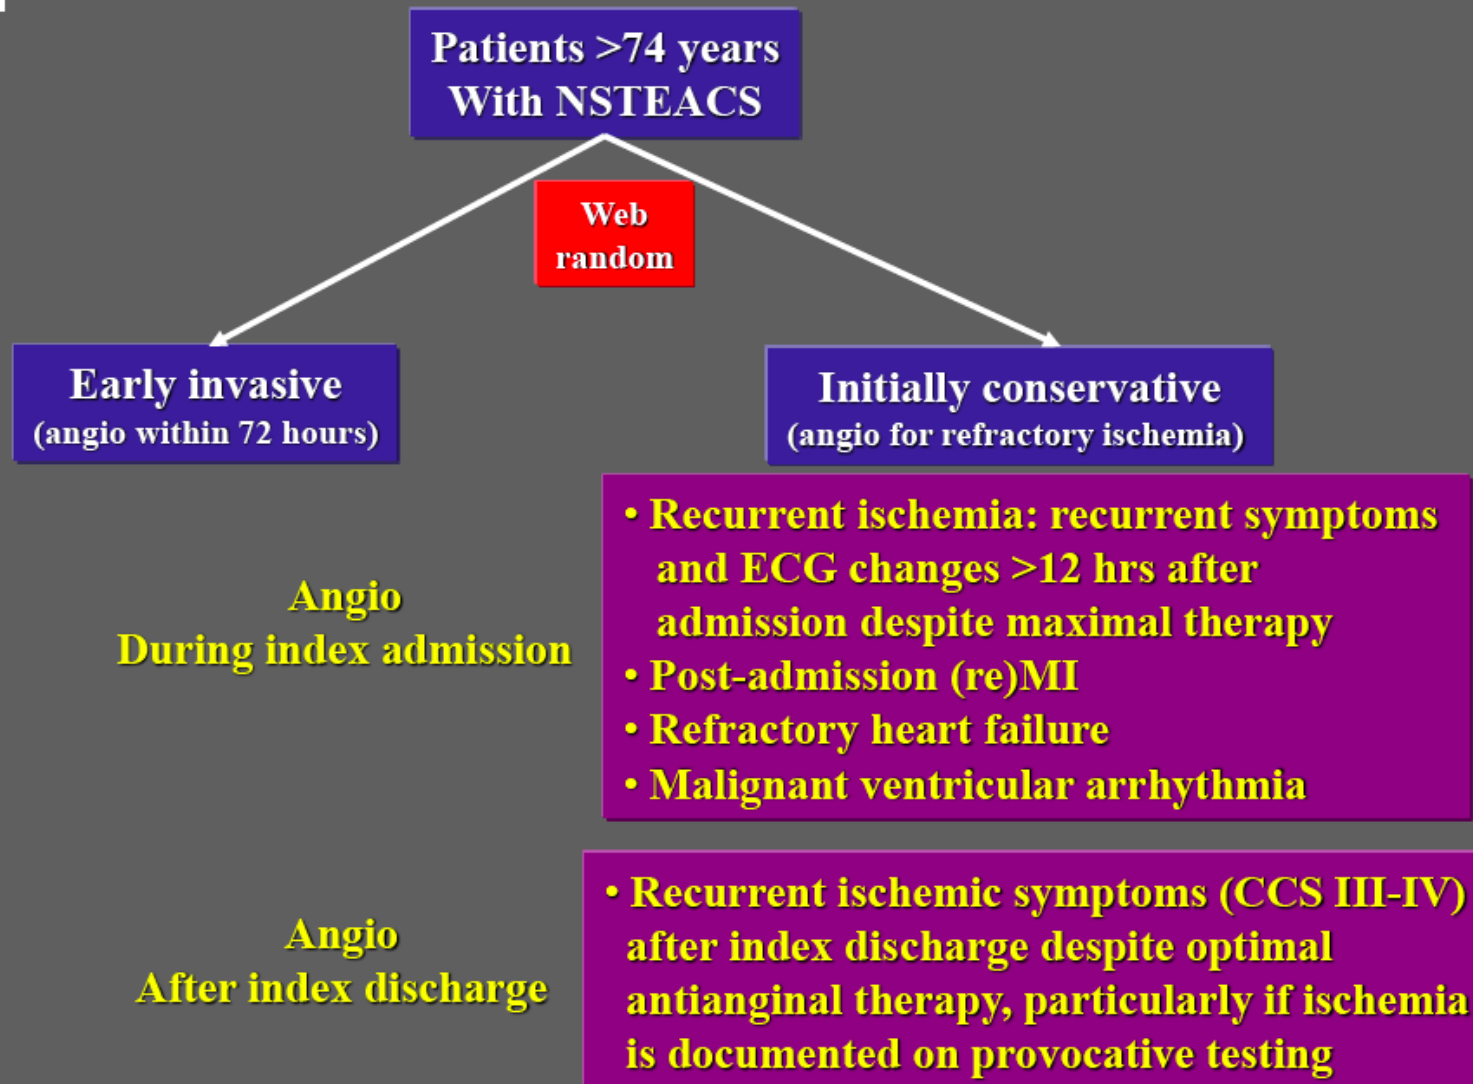 Patients >74 years
With NSTEACS
Web
random
Early invasive
(angio within 72 hours)
Initially conservative
(angio for refractory ischemia)
Angio
During index admission
• Recurrent ischemia: recurrent symptoms
and ECG changes >12 hrs after
admission despite maximal therapy
• Post-admission (re)MI
• Refractory heart failure
• Malignant ventricular arrhythmia
Angio
After index discharge
• Recurrent ischemic symptoms (CCS III-IV)
after index discharge despite optimal
antianginal therapy, particularly if ischemia
is documented on provocative testing